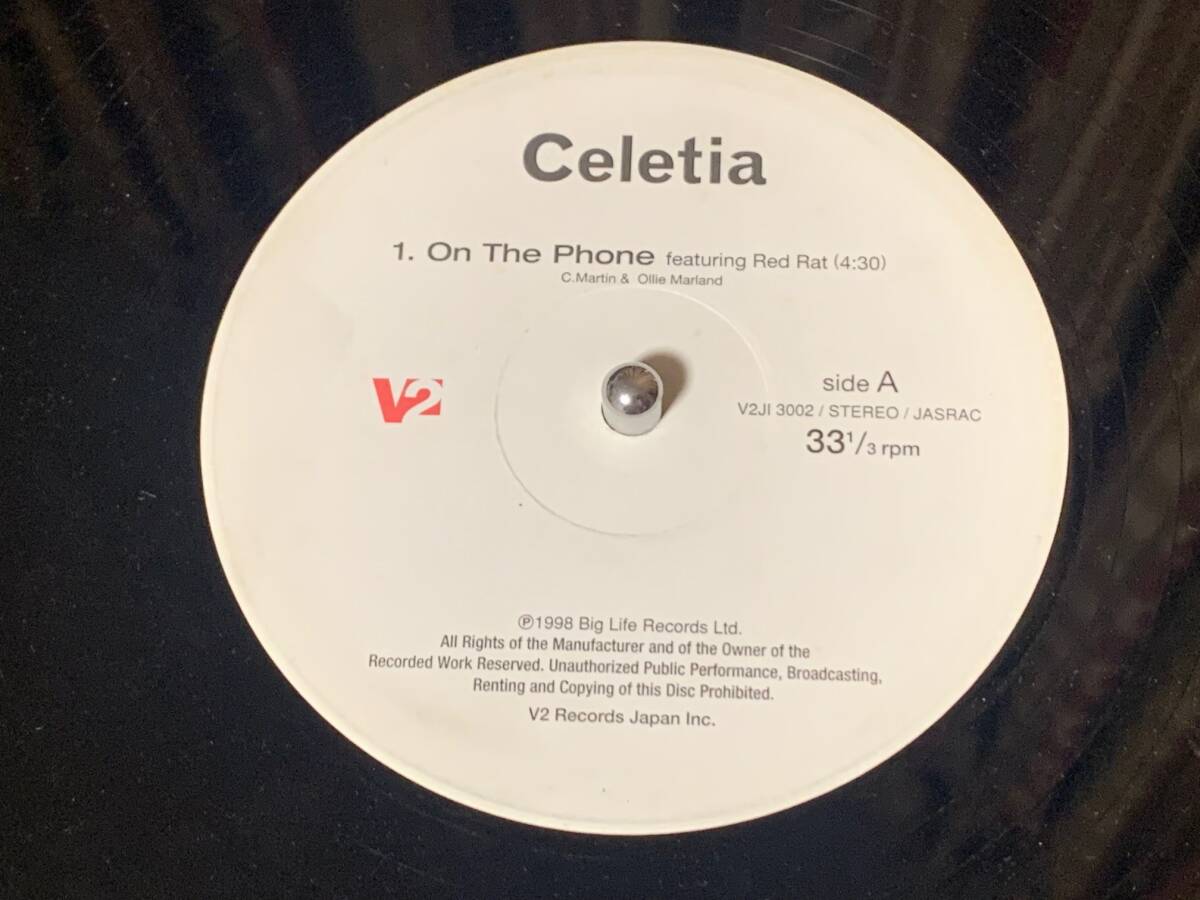 Celetia
1. On The Phone featuring Red Rat (4:30)
C.Martin & Ollie Marland
V2
side A
V2JI 3002 / STEREO / JASRAC
33 1/3 rpm
℗1998 Big Life Records Ltd.
All Rights of the Manufacturer and of the Owner of the
Recorded Work Reserved. Unauthorized Public Performance, Broadcasting,
Renting and Copying of this Disc Prohibited.
V2 Records Japan Inc.